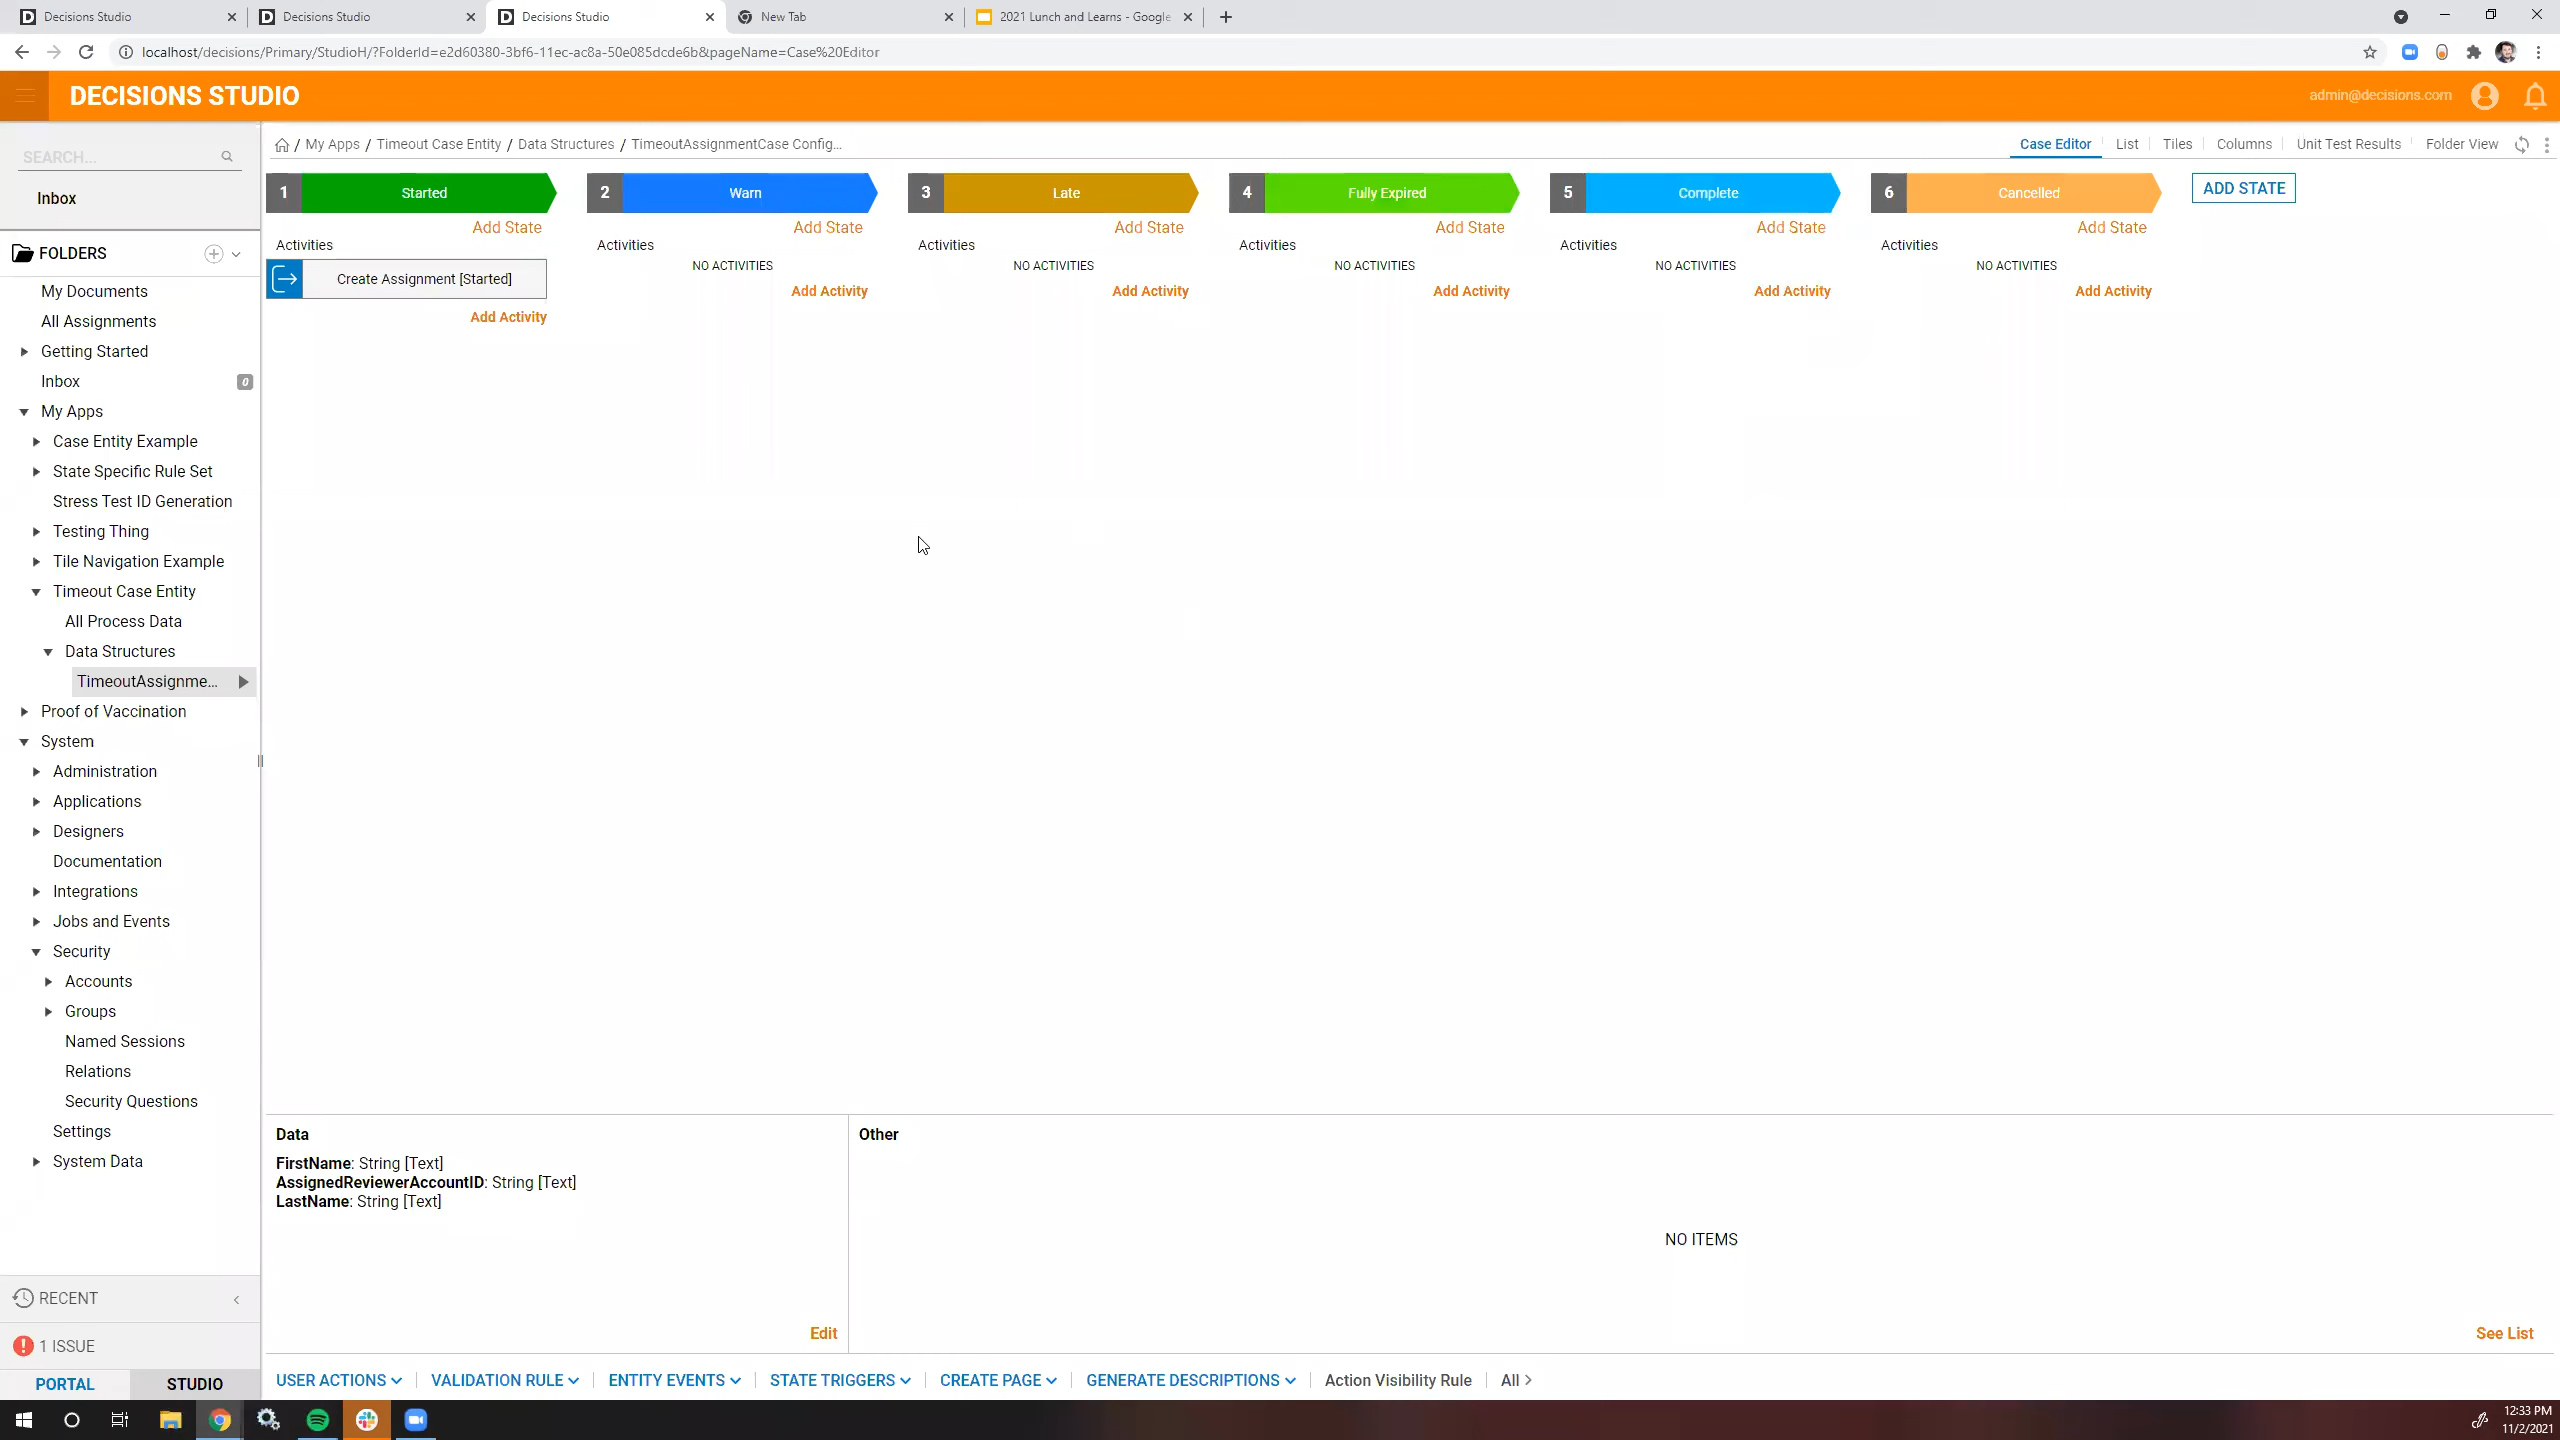 Decisions Studio
Decisions Studio
Decisions Studio
New Tab
2021 Lunch and Learns - Google
localhost/decisions/Primary/StudioH/?FolderId=e2d60380-3bf6-11ec-ac8a-50e085dcde6b&pageName=Case%20Editor
DECISIONS STUDIO
admin@decisions.com
SEARCH...
Inbox
FOLDERS
My Documents
All Assignments
Getting Started
Inbox 0
My Apps
Case Entity Example
State Specific Rule Set
Stress Test ID Generation
Testing Thing
Tile Navigation Example
Timeout Case Entity
All Process Data
Data Structures
TimeoutAssignme...
Proof of Vaccination
System
Administration
Applications
Designers
Documentation
Integrations
Jobs and Events
Security
Accounts
Groups
Named Sessions
Relations
Security Questions
Settings
System Data
RECENT
1 ISSUE
PORTAL STUDIO
/ My Apps / Timeout Case Entity / Data Structures / TimeoutAssignmentCase Config...
Case Editor List Tiles Columns Unit Test Results Folder View
1 Started
Add State
Activities
Create Assignment [Started]
Add Activity
2 Warn
Add State
Activities
NO ACTIVITIES
Add Activity
3 Late
Add State
Activities
NO ACTIVITIES
Add Activity
4 Fully Expired
Add State
Activities
NO ACTIVITIES
Add Activity
5 Complete
Add State
Activities
NO ACTIVITIES
Add Activity
6 Cancelled
Add State
Activities
NO ACTIVITIES
Add Activity
ADD STATE
Data
FirstName: String [Text]
AssignedReviewerAccountID: String [Text]
LastName: String [Text]
Edit
Other
NO ITEMS
See List
USER ACTIONS VALIDATION RULE ENTITY EVENTS STATE TRIGGERS CREATE PAGE GENERATE DESCRIPTIONS Action Visibility Rule All
12:33 PM
11/2/2021